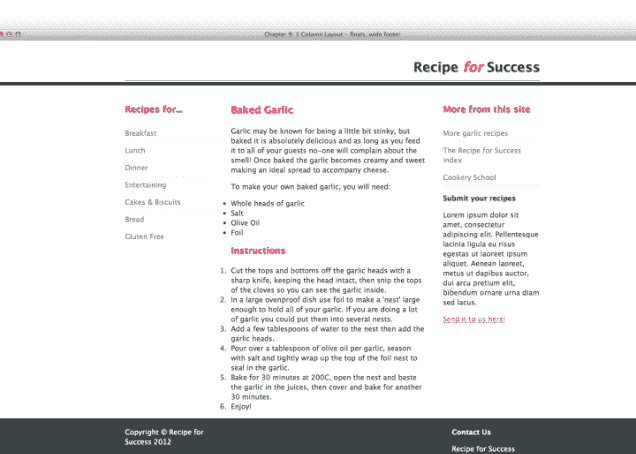 Chapter 9: 3 Column Layout - floats, wide footer
Recipe for Success
Recipes for...
Breakfast
Lunch
Dinner
Entertaining
Cakes & Biscuits
Bread
Gluten Free
Baked Garlic
Garlic may be known for being a little bit stinky, but
baked it is absolutely delicious and as long as you feed
it to all of your guests no-one will complain about the
smell! Once baked the garlic becomes creamy and sweet
making an ideal spread to accompany cheese.
To make your own baked garlic, you will need:
• Whole heads of garlic
• Salt
• Olive Oil
• Foil
Instructions
1. Cut the tops and bottoms off the garlic heads with a
sharp knife, keeping the head intact, then snip the tops
of the cloves so you can see the garlic inside.
2. In a large ovenproof dish use foil to make a 'nest' large
enough to hold all of your garlic. If you are doing a lot
of garlic you could put them into several nests.
3. Add a few tablespoons of water to the nest then add the
garlic heads.
4. Pour over a tablespoon of olive oil per garlic, season
with salt and tightly wrap up the top of the foil nest to
seal in the garlic.
5. Bake for 30 minutes at 200C, open the nest and baste
the garlic in the juices, then cover and bake for another
30 minutes.
6. Enjoy!
More from this site
More garlic recipes
The Recipe for Success
Index
Cookery School
Submit your recipes
Lorem ipsum dolor sit
amet, consectetur
adipiscing elit. Pellentesque
lacinia ligula eu risus
egestas ut laoreet ipsum
aliquet. Aenean laoreet,
metus ut dapibus auctor,
dui arcu pretium elit,
bibendum ornare urna diam
sed lacus.
Send it to us here!
Copyright © Recipe for
Success 2012
Contact Us
Recipe for Success